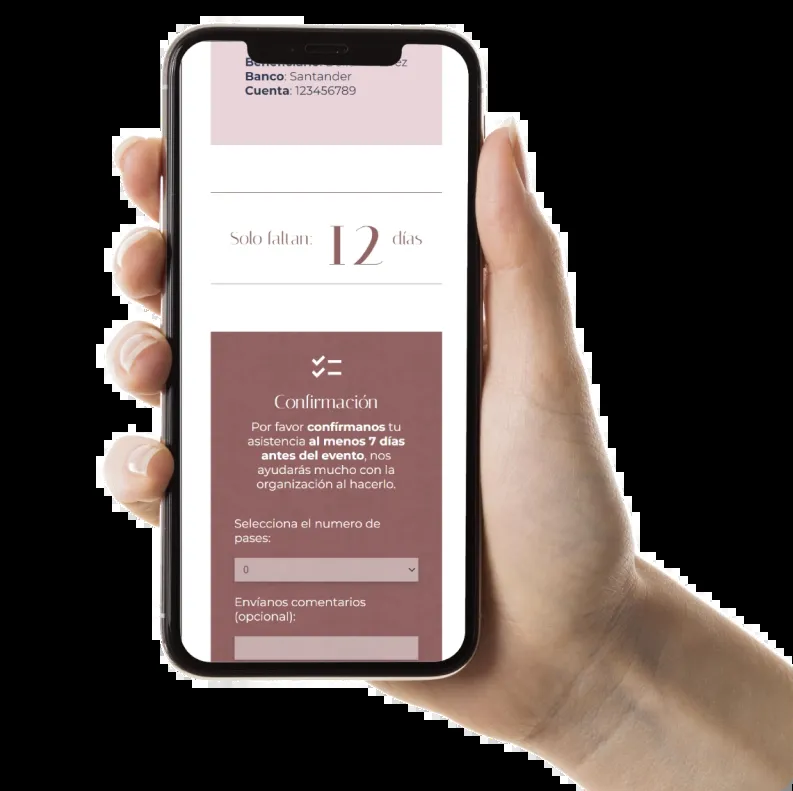 Banco: Santander
Cuenta: 123456789
Solo faltan: 12 días
Confirmación
Por favor confírmanos tu
asistencia al menos 7 días
antes del evento, nos
ayudarás mucho con la
organización al hacerlo.
Selecciona el numero de
pases:
0
Envíanos comentarios
(opcional):